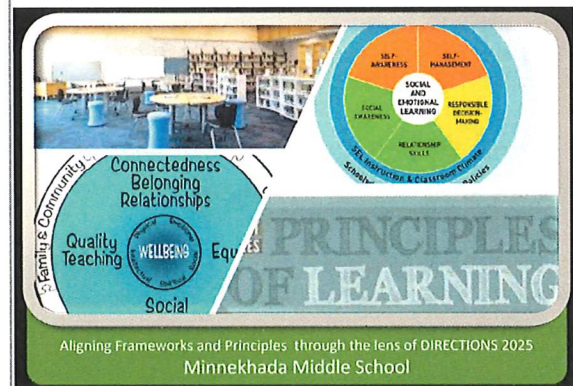 SELF-
AWARENESS
SELF-
MANAGEMENT
SOCIAL
AND
EMOTIONAL
LEARNING
SOCIAL
AWARENESS
RESPONSIBLE
DECISION-
MAKING
RELATIONSHIP
SKILLS
SEL Instruction & Classroom Climate
Policies
Family & Community
Connectedness
Belonging
Relationships
Quality
Teaching
WELLBEING
Physical
Social
PRINCIPLES
OF LEARNING
Aligning Frameworks and Principles through the lens of DIRECTIONS 2025
Minnekhada Middle School